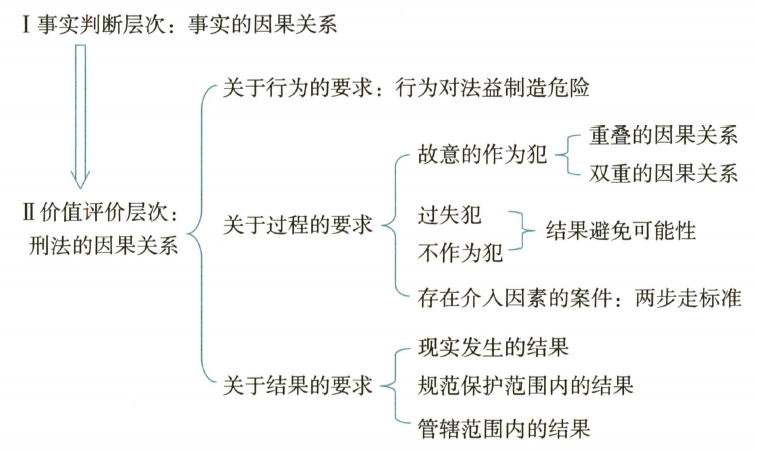 Ⅰ事实判断层次：事实的因果关系
关于行为的要求：行为对法益制造危险
重叠的因果关系
故意的作为犯
双重的因果关系
Ⅱ价值评价层次：
刑法的因果关系
关于过程的要求
过失犯
不作为犯
结果避免可能性
存在介入因素的案件：两步走标准
现实发生的结果
关于结果的要求
规范保护范围内的结果
管辖范围内的结果